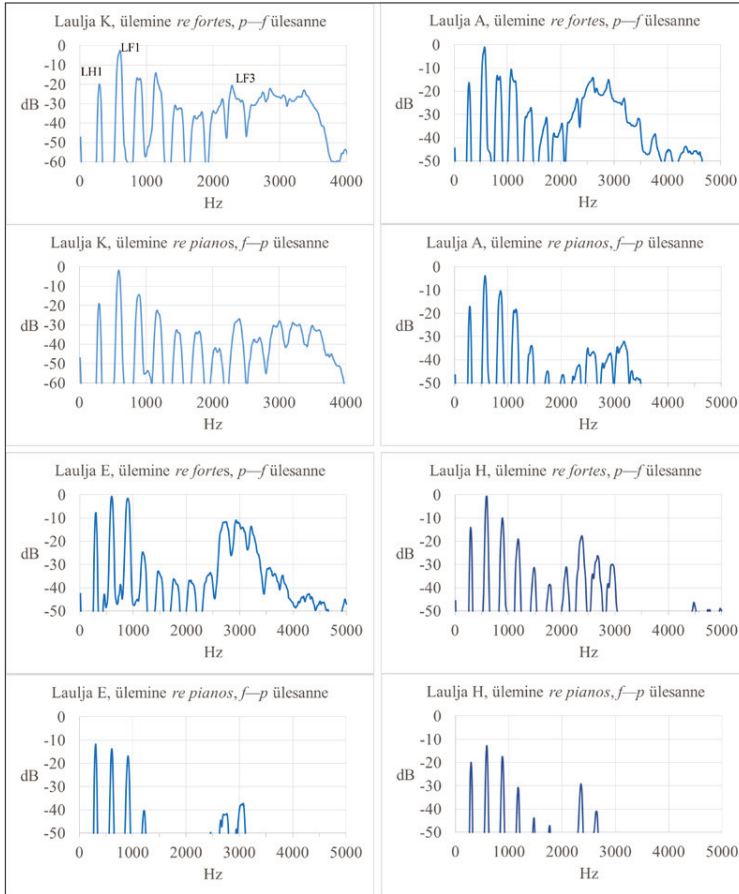 Laulja K, ülemine re fortes, p—f ülesanne
0
-10
-20
-30
-40
-50
-60
dB
LH1
LF1
LF3
0 1000 2000 3000 4000
Hz
Laulja A, ülemine re fortes, p—f ülesanne
0
-10
-20
-30
-40
-50
dB
0 1000 2000 3000 4000 5000
Hz
Laulja K, ülemine re pianos, f—p ülesanne
0
-10
-20
-30
-40
-50
-60
dB
0 1000 2000 3000 4000
Hz
Laulja A, ülemine re pianos, f—p ülesanne
0
-10
-20
-30
-40
-50
dB
0 1000 2000 3000 4000 5000
Hz
Laulja E, ülemine re fortes, p—f ülesanne
0
-10
-20
-30
-40
-50
dB
0 1000 2000 3000 4000 5000
Hz
Laulja H, ülemine re fortes, p—f ülesanne
0
-10
-20
-30
-40
-50
dB
0 1000 2000 3000 4000 5000
Hz
Laulja E, ülemine re pianos, f—p ülesanne
0
-10
-20
-30
-40
-50
dB
0 1000 2000 3000 4000 5000
Hz
Laulja H, ülemine re pianos, f—p ülesanne
0
-10
-20
-30
-40
-50
dB
0 1000 2000 3000 4000 5000
Hz